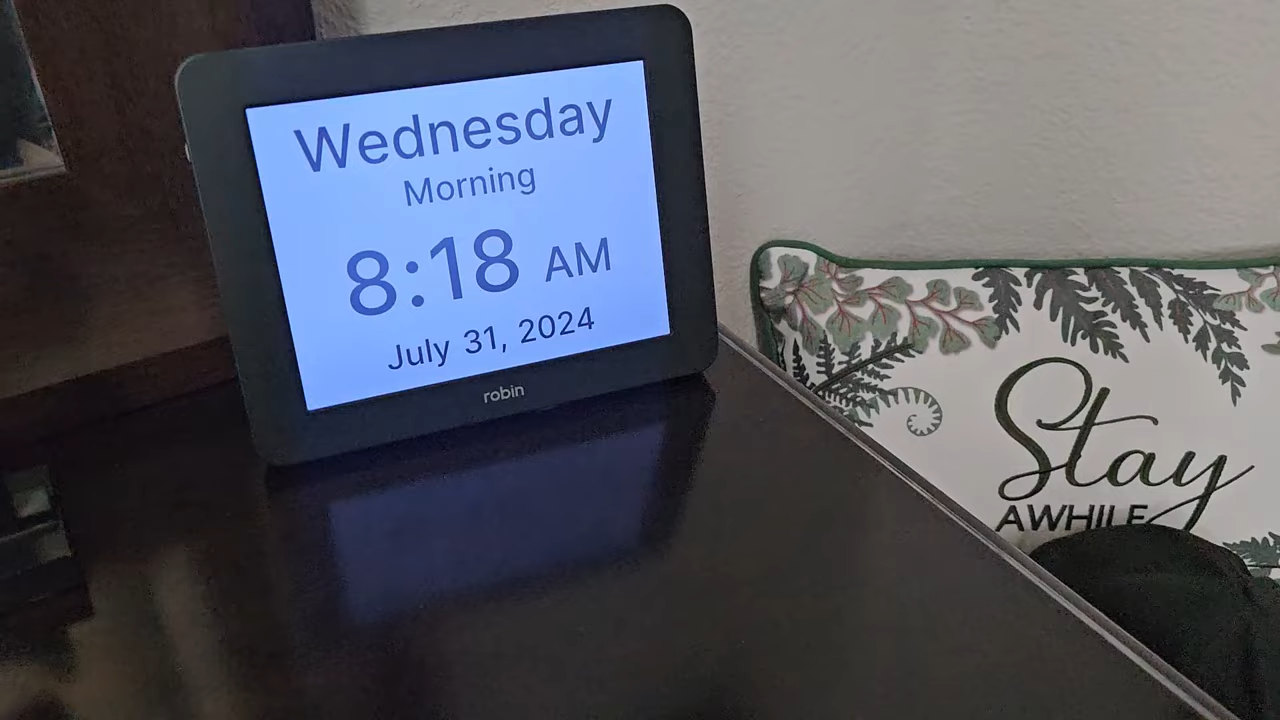 Wednesday
Morning
8:18 AM
July 31, 2024
robin
Stay
AWHILE